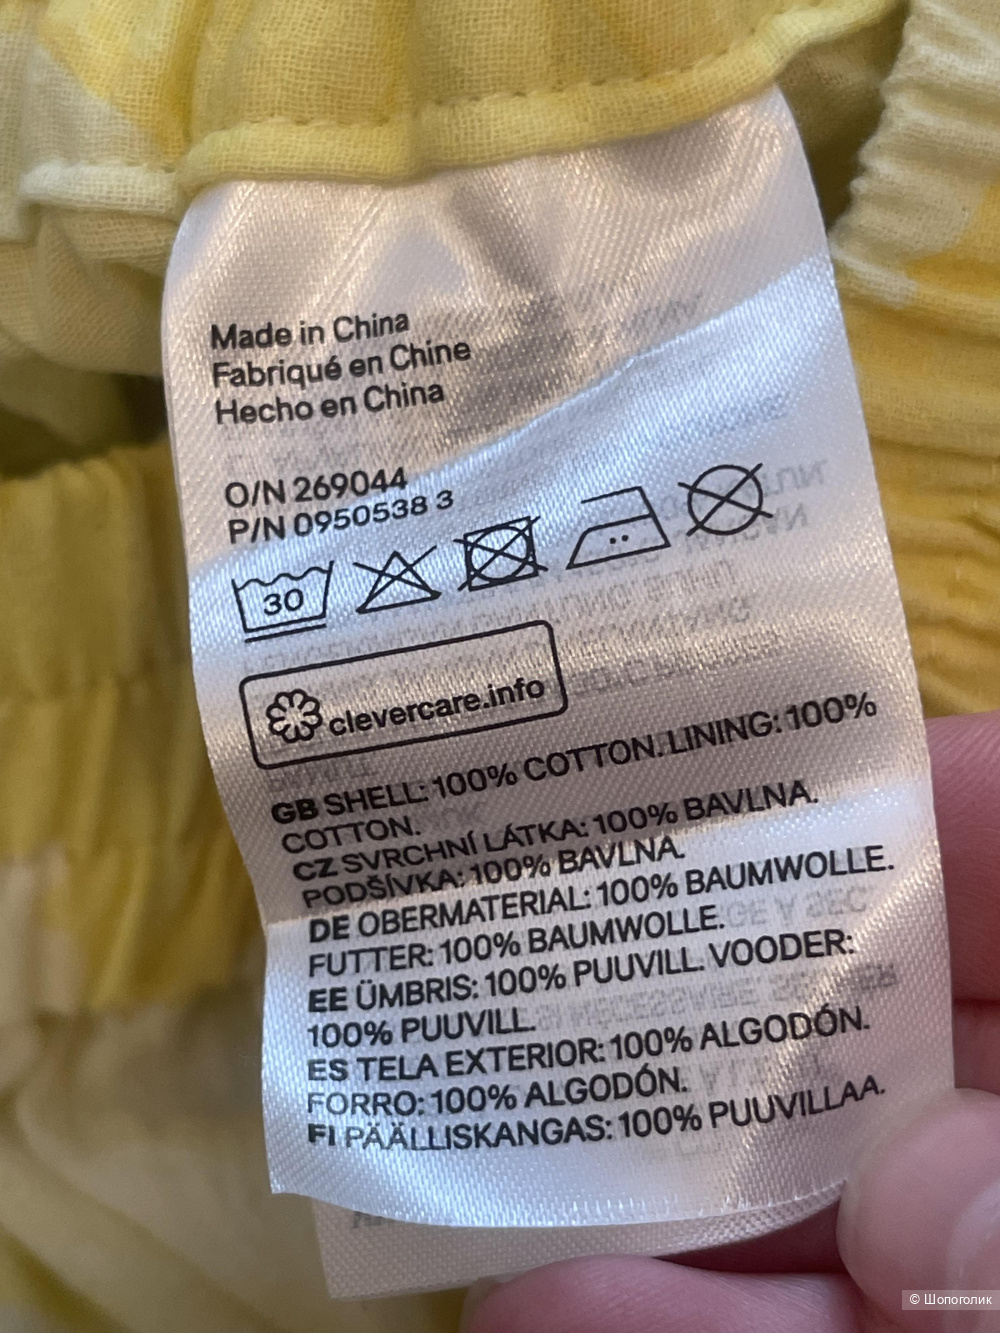 Made in China
Fabriqué en Chine
Hecho en China
O/N 269044
P/N 0950538 3
30
clevercare.info
GB SHELL: 100% COTTON. LINING: 100%
COTTON.
CZ SVRCHNÍ LÁTKA: 100% BAVLNA.
PODŠÍVKA: 100% BAVLNA.
DE OBERMATERIAL: 100% BAUMWOLLE.
FUTTER: 100% BAUMWOLLE.
EE ÜMBRIS: 100% PUUVILL. VOODER:
100% PUUVILL.
ES TELA EXTERIOR: 100% ALGODÓN.
FORRO: 100% ALGODÓN.
FI PÄÄLLISKANGAS: 100% PUUVILLAA.
© Шопоголик